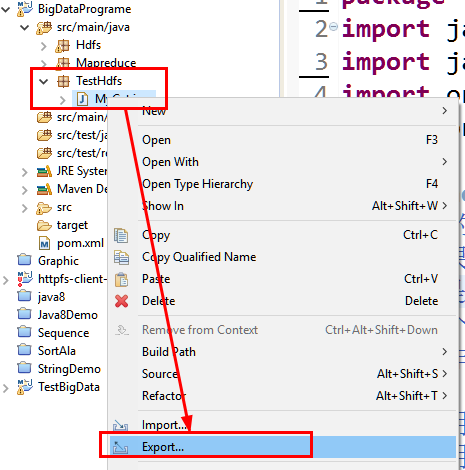 BigDataPrograme
src/main/java
Hdfs
Mapreduce
TestHdfs
src/main/
src/test/ja
src/test/re
JRE System
Maven De
src
target
pom.xml
Graphic
httpfs-client-
java8
Java8Demo
Sequence
SortAla
StringDemo
TestBigData
New
Open F3
Open With
Open Type Hierarchy F4
Show In Alt+Shift+W
Copy Ctrl+C
Copy Qualified Name
Paste Ctrl+V
Delete Delete
Remove from Context Ctrl+Alt+Shift+Down
Build Path
Source Alt+Shift+S
Refactor Alt+Shift+T
Import...
Export...
1 package
2 import ja
3 import ja
4 import o